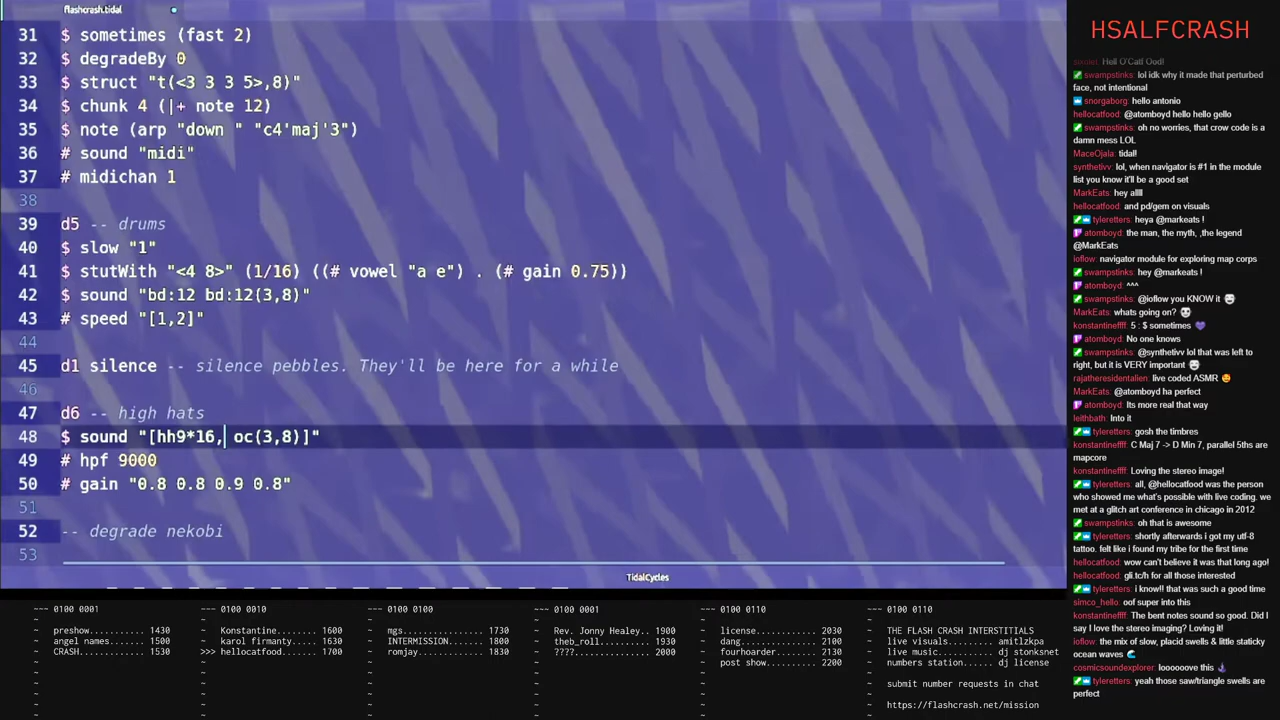 flashcrash.tidal
31 $ sometimes (fast 2)
32 $ degradeBy 0
33 $ struct "t(<3 3 3 5>,8)"
34 $ chunk 4 (|+ note 12)
35 $ note (arp "down " "c4'maj'3")
36 # sound "midi"
37 # midichan 1
38
39 d5 -- drums
40 $ slow "1"
41 $ stutWith "<4 8>" (1/16) ((# vowel "a e") . (# gain 0.75))
42 $ sound "bd:12 bd:12(3,8)"
43 # speed "[1,2]"
44
45 d1 silence -- silence pebbles. They'll be here for a while
46
47 d6 -- high hats
48 $ sound "[hh9*16, oc(3,8)]"
49 # hpf 9000
50 # gain "0.8 0.8 0.9 0.8"
51
52 -- degrade nekobi
53
TidalCycles
HSALFCRASH
Hell O'Catf Ood!
swampstinks: lol idk why it made that perturbed
face, not intentional
snorgaborg: hello antonio
hellocatfood: @atomboyd hello hello gello
swampstinks: oh no worries, that crow code is a
damn mess LOL
MaceOjala: tidal!
synthetivv: lol, when navigator is #1 in the module
list you know it'll be a good set
MarkEats: hey allll
hellocatfood: and pd/gem on visuals
tyleretters: heya @markeats !
atomboyd: the man, the myth, ,the legend
@MarkEats
ioflow: navigator module for exploring map corps
swampstinks: hey @markeats !
atomboyd: ^^^
swampstinks: @ioflow you KNOW it
MarkEats: whats going on?
konstantineffff: 5 : $ sometimes 💜
atomboyd: No one knows
swampstinks: @synthetivv lol that was left to
right, but it is VERY important
rajatheresidentalien: live coded ASMR
MarkEats: @atomboyd ha perfect
atomboyd: Its more real that way
leithbath: Into it
tyleretters: gosh the timbres
konstantineffff: C Maj 7 -> D Min 7, parallel 5ths are
mapcore
konstantineffff: Loving the stereo image!
tyleretters: all, @hellocatfood was the person
who showed me what's possible with live coding. we
met at a glitch art conference in chicago in 2012
swampstinks: oh that is awesome
tyleretters: shortly afterwards i got my utf-8
tattoo. felt like i found my tribe for the first time
hellocatfood: wow can't believe it was that long ago!
hellocatfood: gli.tc/h for all those interested
tyleretters: i know!! that was such a good time
simco_hello: oof super into this
konstantineffff: The bent notes sound so good. Did I
say I love the stereo imaging? Loving it!
ioflow: the mix of slow, placid swells & little staticky
ocean waves 🌊
cosmicsoundexplorer: loooooove this
tyleretters: yeah those saw/triangle swells are
perfect
~~~ 0100 0001
~
~ preshow........... 1430
~ angel names....... 1500
~ CRASH............. 1530
~~~ 0100 0010
~
~ Konstantine....... 1600
~ karol firmanty.... 1630
>>> hellocatfood...... 1700
~~~ 0100 0100
~
~ mgs............... 1730
~ INTERMISSION...... 1800
~ romjay............ 1830
~~~ 0100 0001
~
~ Rev. Jonny Healey.. 1900
~ theb_roll......... 1930
~ ????.............. 2000
~~~ 0100 0110
~
~ license........... 2030
~ dang.............. 2100
~ fourhoarder....... 2130
~ post show......... 2200
~~~ 0100 0110
~
~ THE FLASH CRASH INTERSTITIALS
~ live visuals......... amitlzkpa
~ live music........ dj stonksnet
~ numbers station... dj license
~
~ submit number requests in chat
~
~ https://flashcrash.net/mission